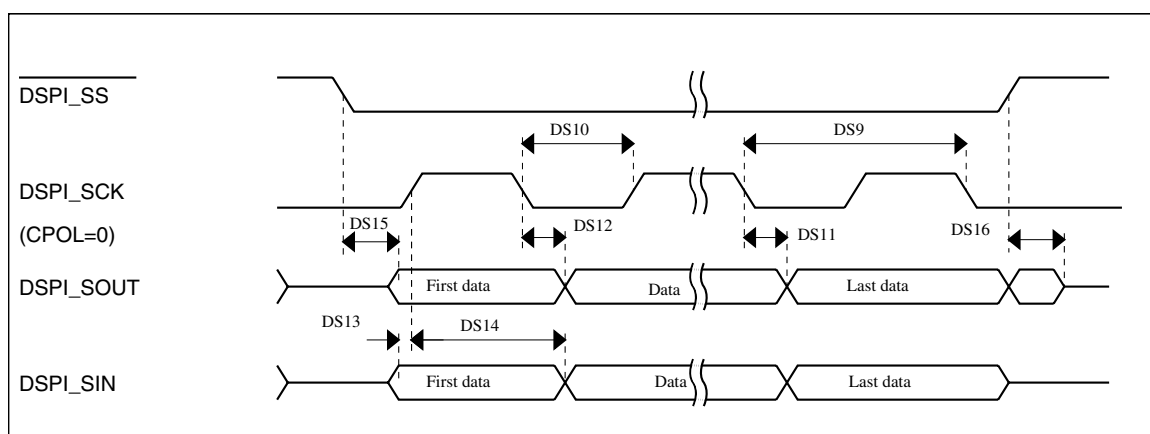 DSPI_SS
DS10
DS9
DSPI_SCK
DS15
DS12
DS11
DS16
(CPOL=0)
DSPI_SOUT
First data
Data
Last data
DS13
DS14
DSPI_SIN
First data
Data
Last data